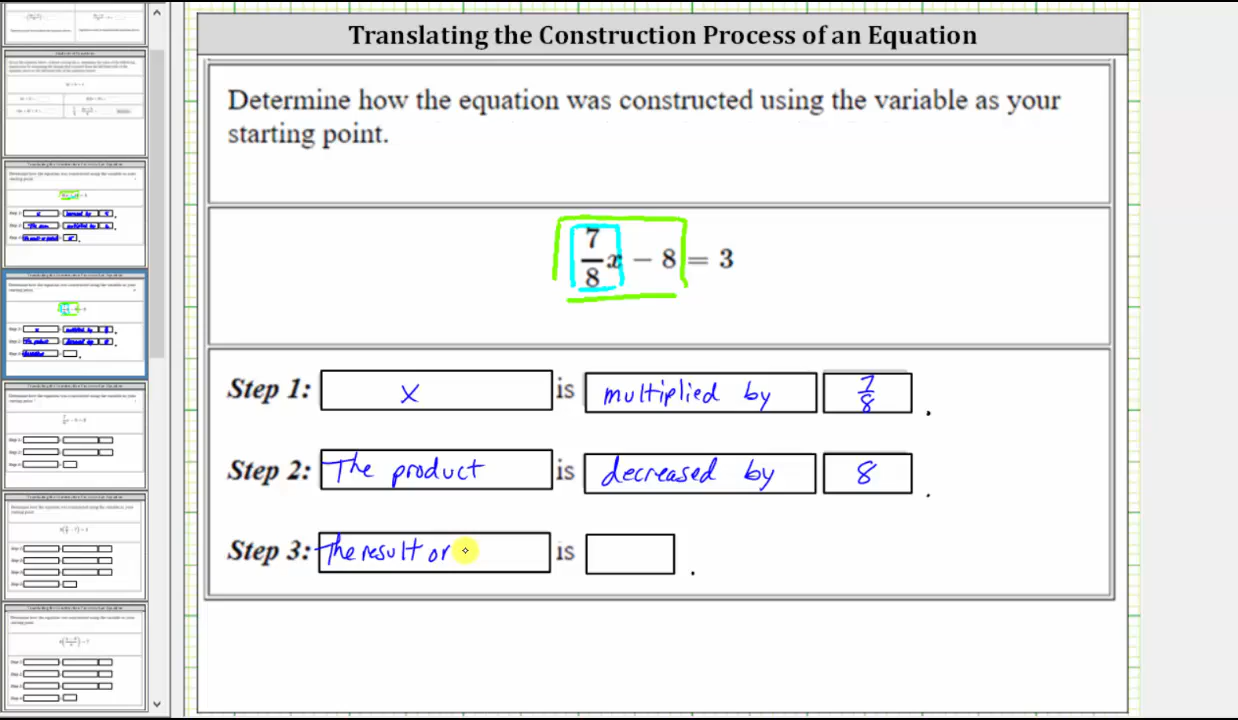 Translating the Construction Process of an Equation
Determine how the equation was constructed using the variable as your
starting point.
7/8 x − 8 = 3
Step 1: x is multiplied by 7/8 .
Step 2: The product is decreased by 8 .
Step 3: The result or is .